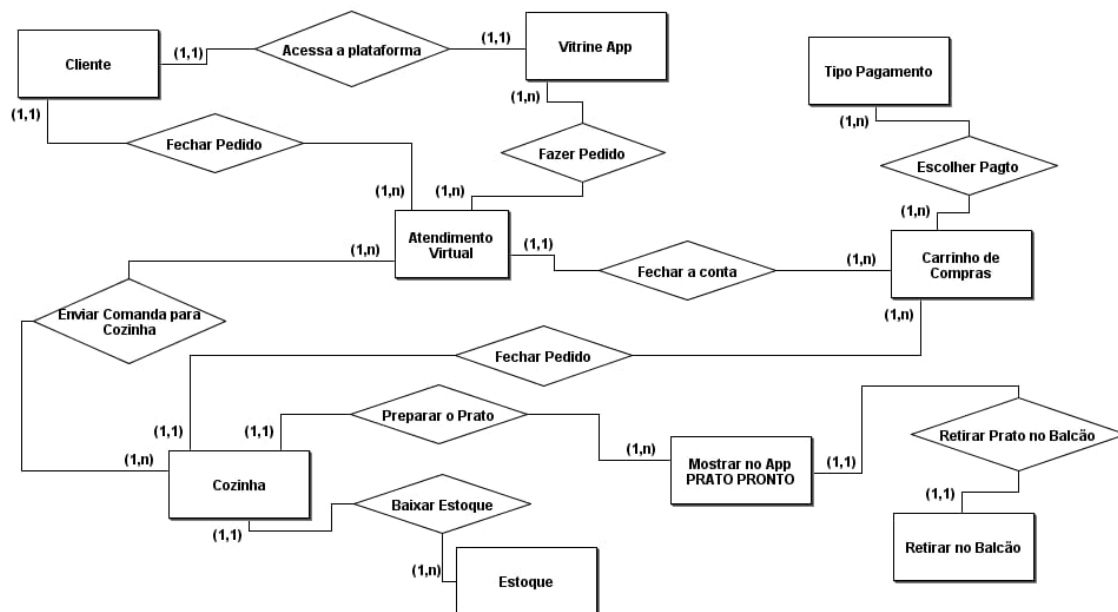 Cliente
(1,1)
Acessa a plataforma
(1,1)
Vitrine App
Tipo Pagamento
(1,1)
(1,n)
(1,n)
Fechar Pedido
Fazer Pedido
Escolher Pagto
(1,n)
(1,n)
(1,n)
Atendimento
Virtual
(1,n)
(1,1)
Fechar a conta
(1,n)
Carrinho de
Compras
(1,n)
Enviar Comanda para
Cozinha
Fechar Pedido
Preparar o Prato
(1,1)
(1,1)
(1,n)
(1,n)
Cozinha
Mostrar no App
PRATO PRONTO
(1,1)
Retirar Prato no Balcão
(1,1)
Retirar no Balcão
Baixar Estoque
(1,1)
(1,n)
Estoque